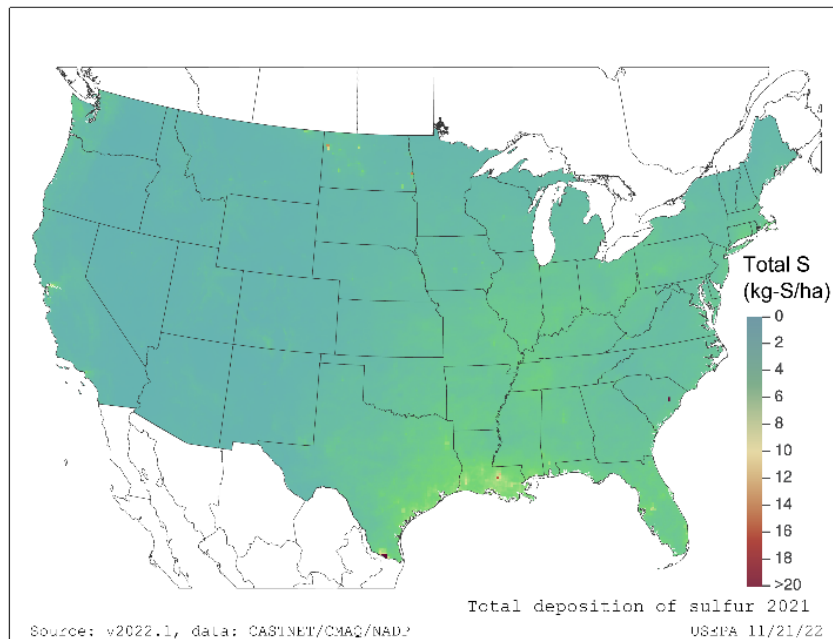 Total S
(kg-S/ha)
0
2
4
6
8
10
12
14
16
18
>20
Total deposition of sulfur 2021
Source: v2022.1, data: CASTNET/CMAQ/NADP
USEPA 11/21/22